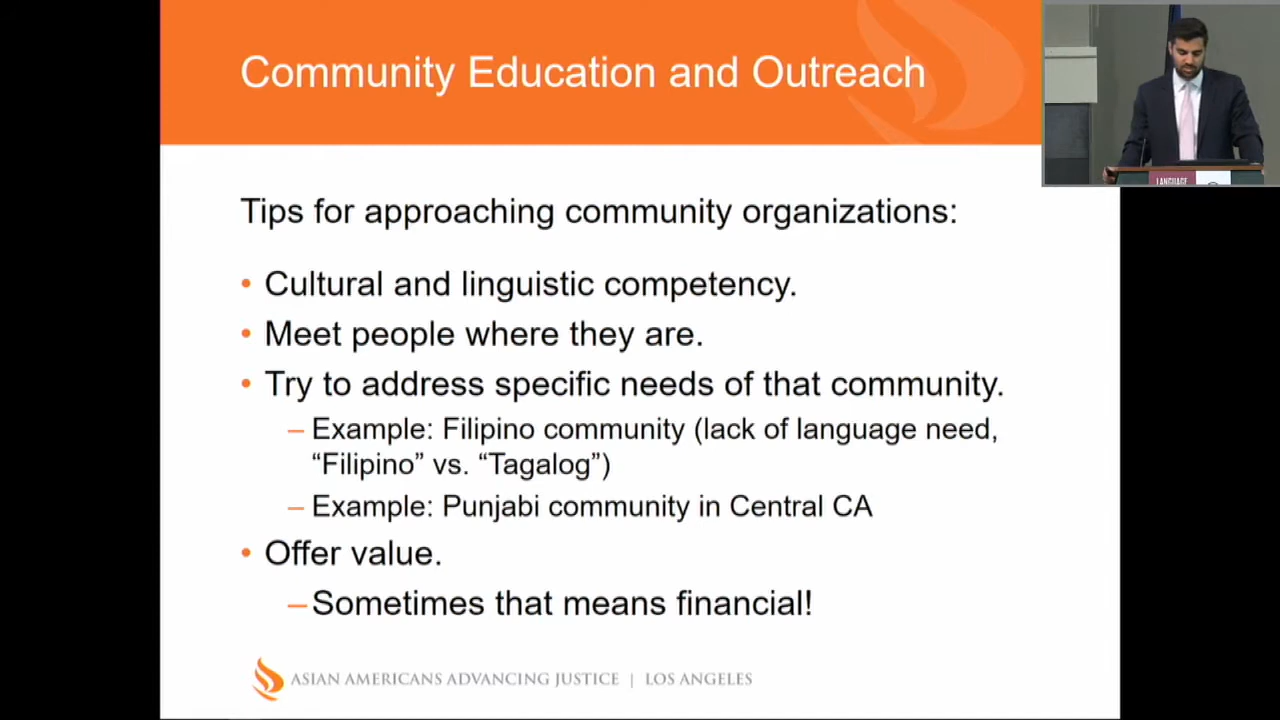 Community Education and Outreach
Tips for approaching community organizations:
• Cultural and linguistic competency.
• Meet people where they are.
• Try to address specific needs of that community.
– Example: Filipino community (lack of language need,
“Filipino” vs. “Tagalog”)
– Example: Punjabi community in Central CA
• Offer value.
– Sometimes that means financial!
ASIAN AMERICANS ADVANCING JUSTICE | LOS ANGELES
LANGUAGE